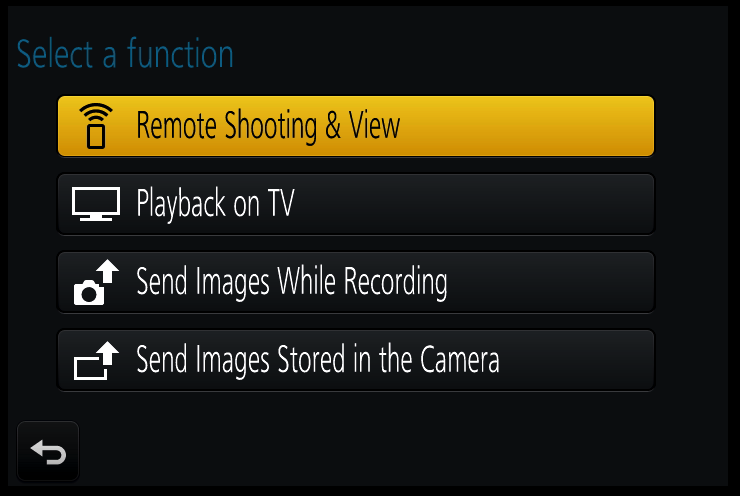 Select a function
Remote Shooting & View
Playback on TV
Send Images While Recording
Send Images Stored in the Camera